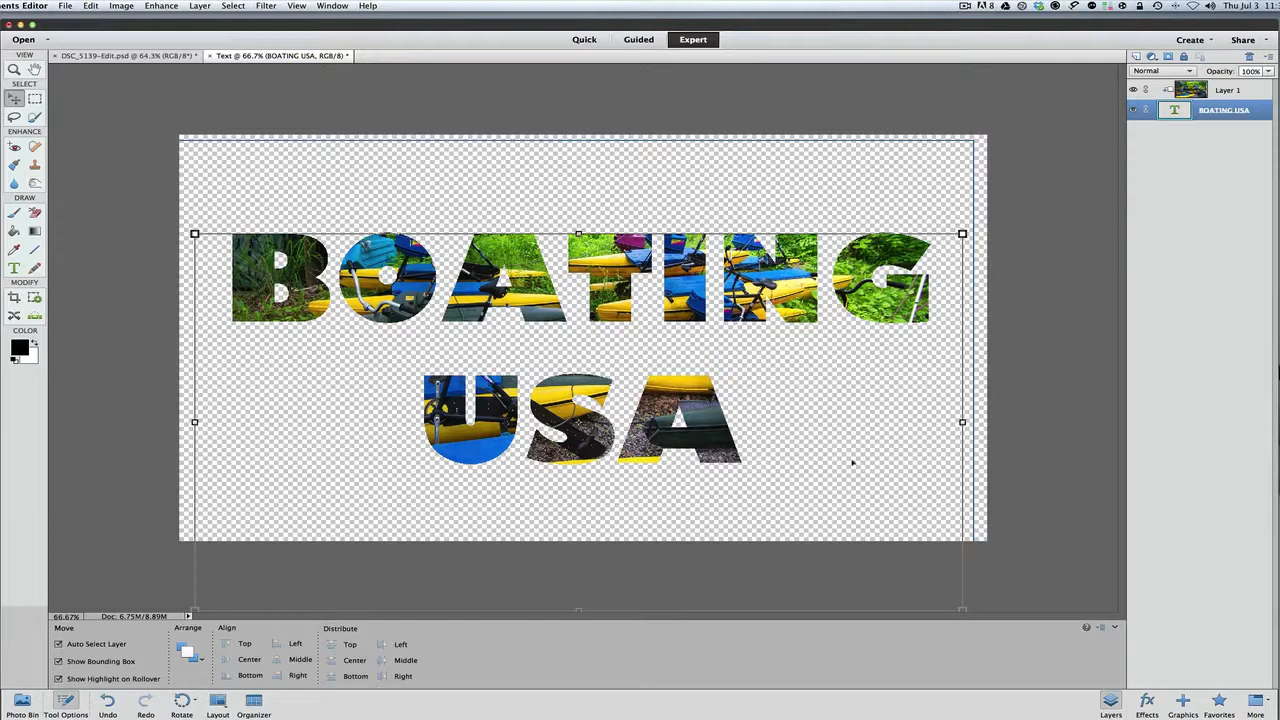 ments Editor File Edit Image Enhance Layer Select Filter View Window Help 8 Thu Jul 3
Open Quick Guided Expert Create Share
DSC_5139-Edit.psd @ 64.3% (RGB/8*) * Text @ 66.7% (BOATING USA, RGB/8) *
VIEW
SELECT
ENHANCE
DRAW
MODIFY
COLOR
Normal Opacity: 100%
Layer 1
T BOATING USA
BOATING
USA
66.67% Doc: 6.75M/8.89M
Move Arrange Align Distribute
Auto Select Layer Top Left Top Left
Show Bounding Box Center Middle Center Middle
Show Highlight on Rollover Bottom Right Bottom Right
Photo Bin Tool Options Undo Redo Rotate Layout Organizer Layers Effects Graphics Favorites More